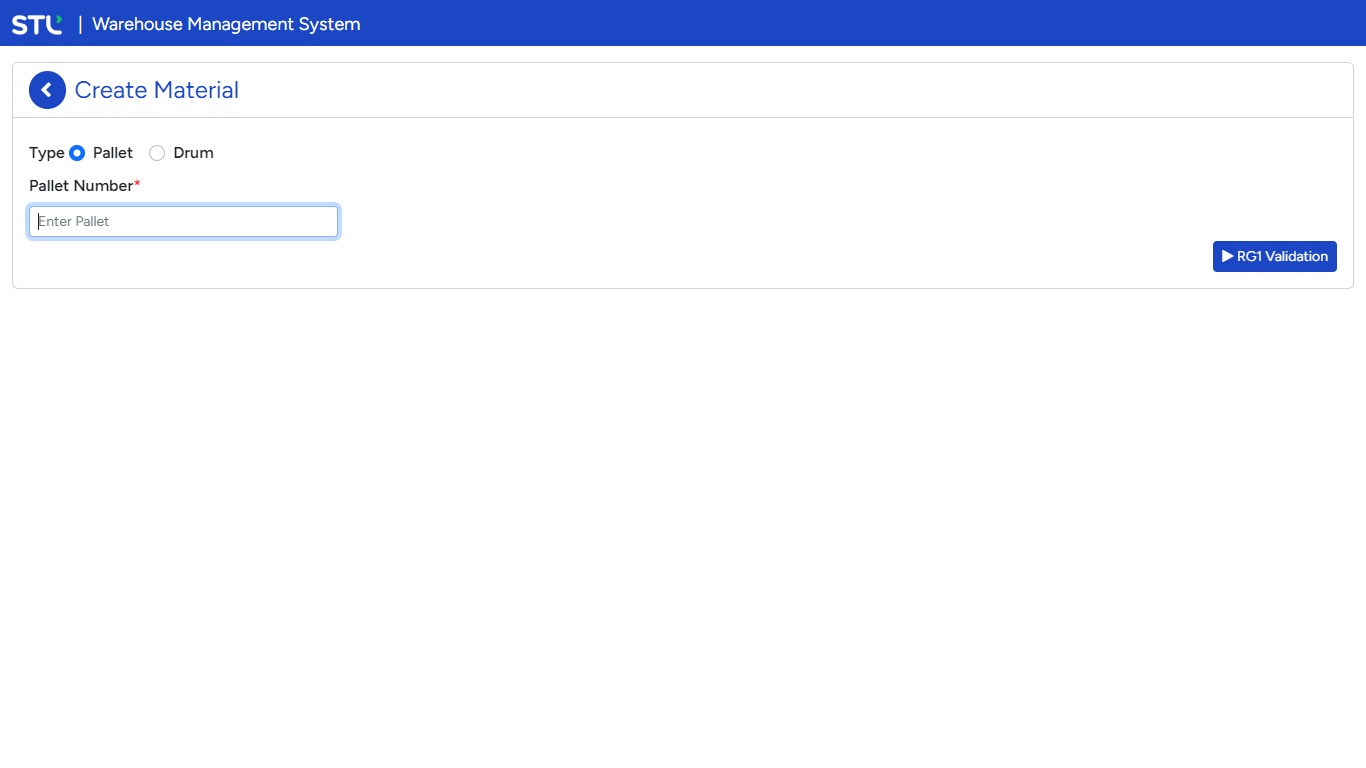 STL | Warehouse Management System
Create Material
Type Pallet Drum
Pallet Number*
Enter Pallet
RG1 Validation